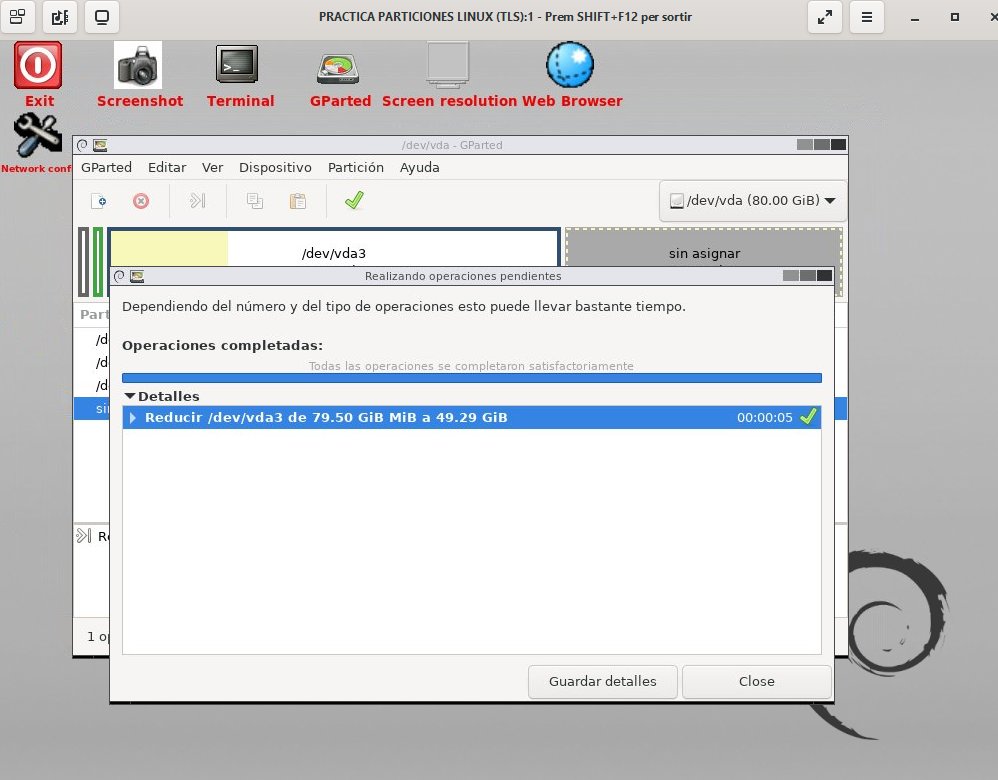 PRACTICA PARTICIONES LINUX (TLS):1 - Prem SHIFT+F12 per sortir
Exit
Screenshot
Terminal
GParted
Screen resolution
Web Browser
Network conf
/dev/vda - GParted
GParted Editar Ver Dispositivo Partición Ayuda
/dev/vda (80.00 GiB)
/dev/vda3
sin asignar
Part
Realizando operaciones pendientes
Dependiendo del número y del tipo de operaciones esto puede llevar bastante tiempo.
Operaciones completadas:
Todas las operaciones se completaron satisfactoriamente
Detalles
Reducir /dev/vda3 de 79.50 GiB MiB a 49.29 GiB 00:00:05
/d
/d
/d
si
Re
1 o
Guardar detalles
Close